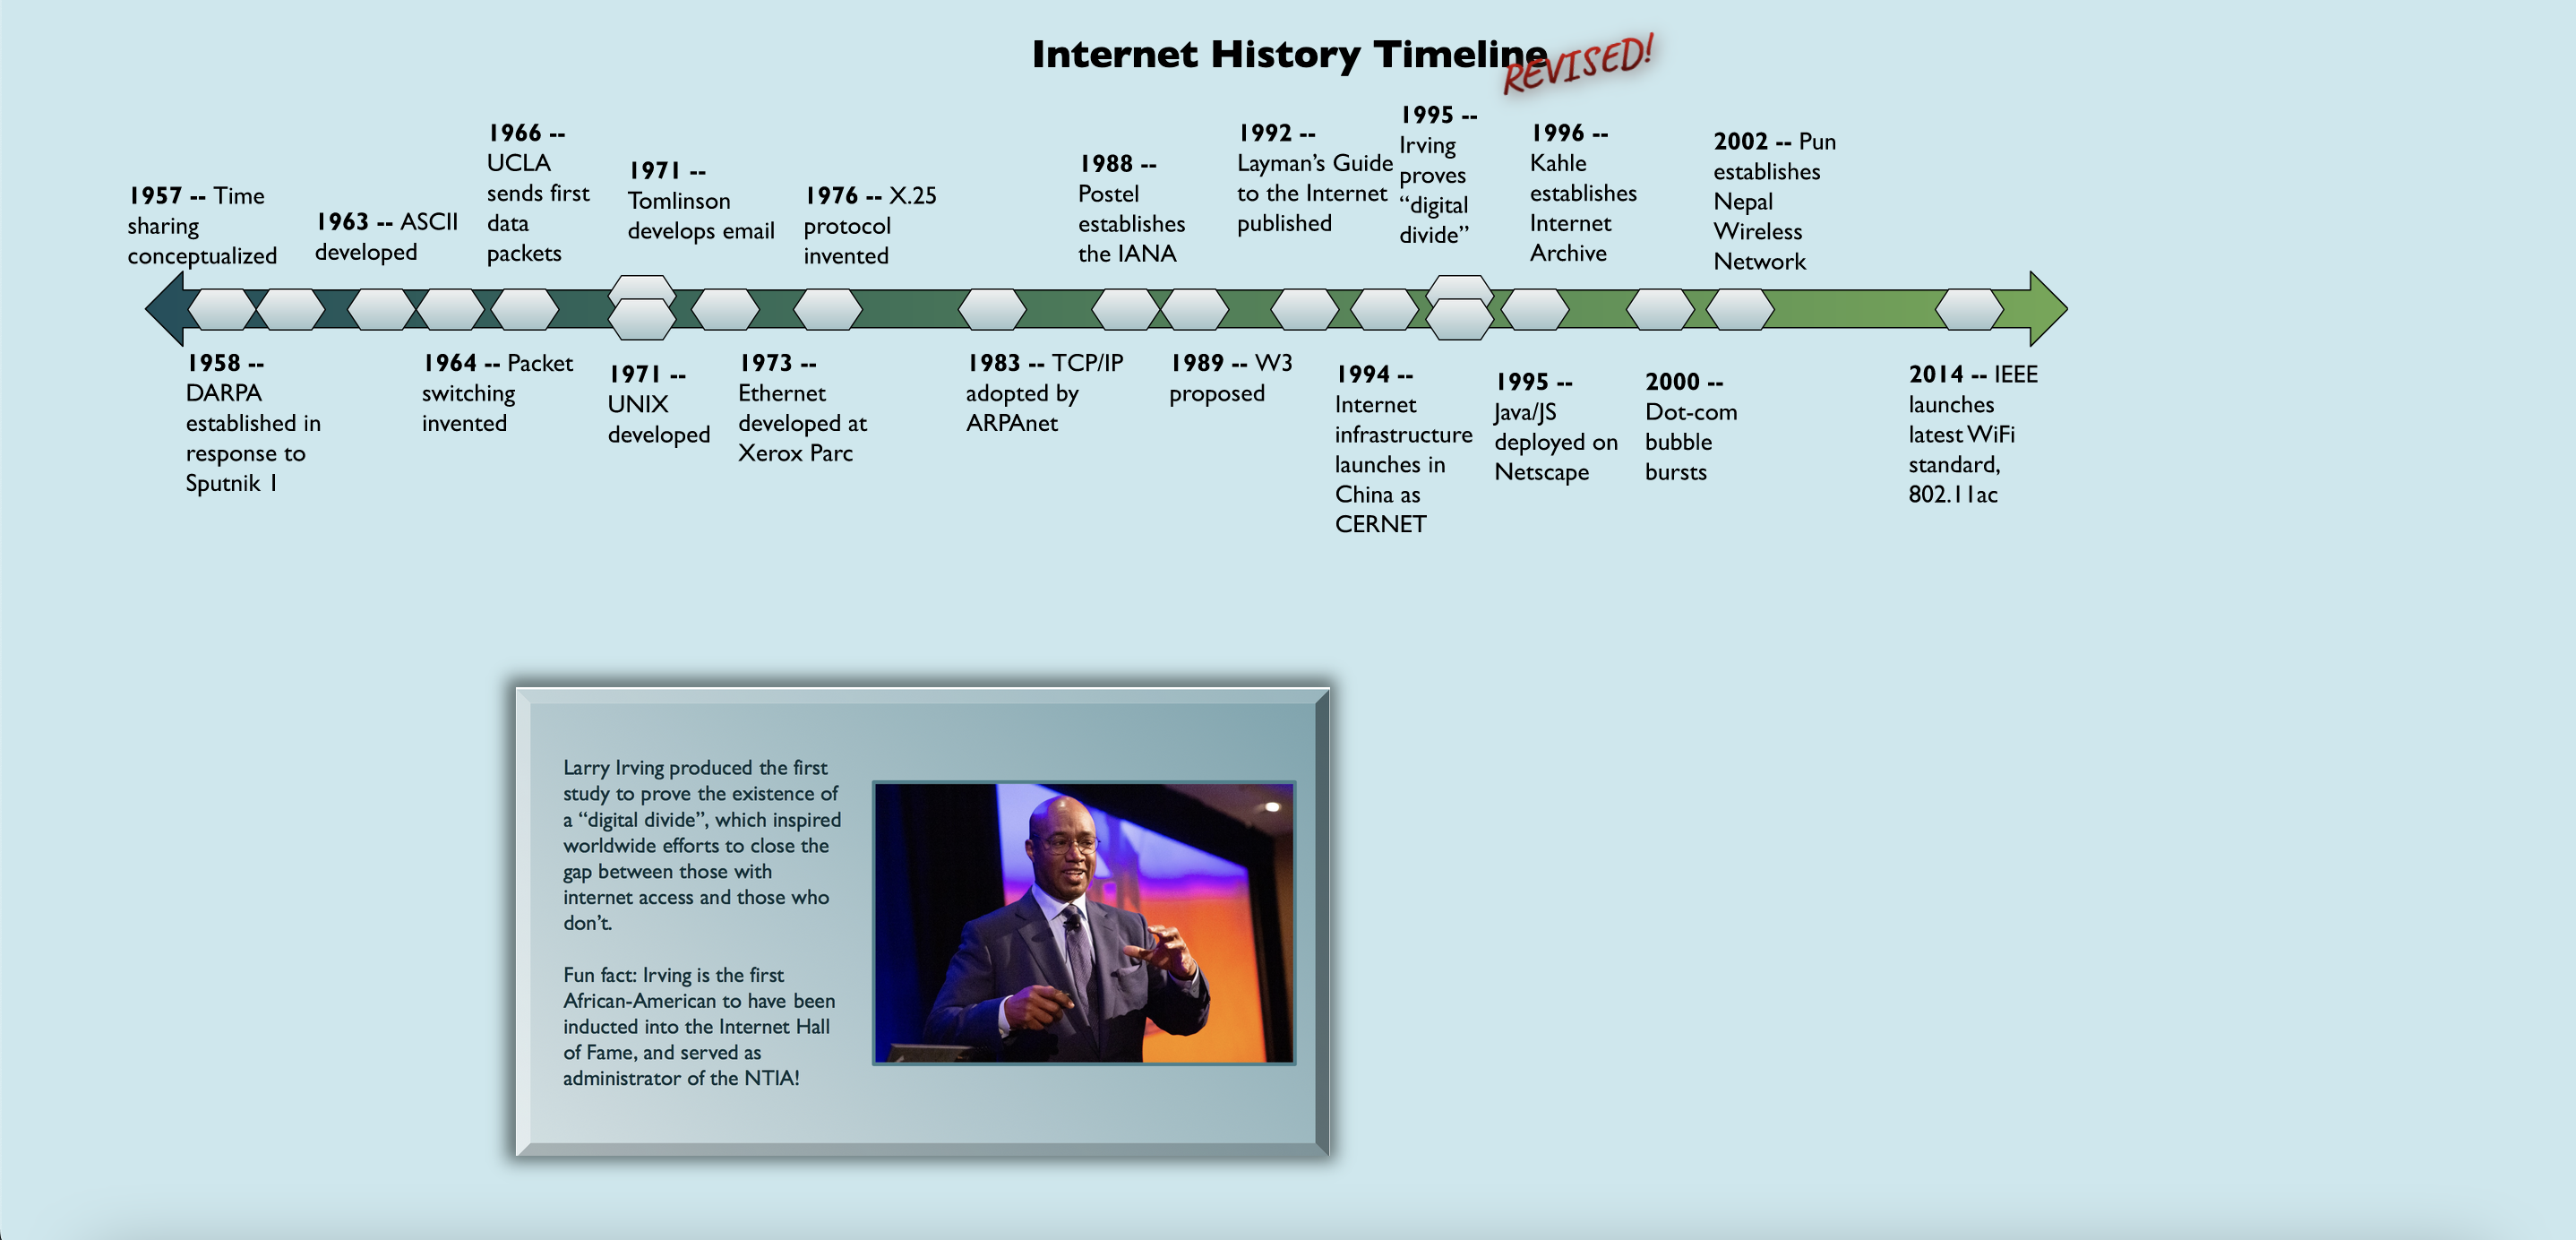 Internet History Timeline
REVISED!
1957 -- Time
sharing
conceptualized
1963 -- ASCII
developed
1966 --
UCLA
sends first
data
packets
1971 --
Tomlinson
develops email
1976 -- X.25
protocol
invented
1988 --
Postel
establishes
the IANA
1992 --
Layman’s Guide
to the Internet
published
1995 --
Irving
proves
“digital
divide”
1996 --
Kahle
establishes
Internet
Archive
2002 -- Pun
establishes
Nepal
Wireless
Network
1958 --
DARPA
established in
response to
Sputnik 1
1964 -- Packet
switching
invented
1971 --
UNIX
developed
1973 --
Ethernet
developed at
Xerox Parc
1983 -- TCP/IP
adopted by
ARPAnet
1989 -- W3
proposed
1994 --
Internet
infrastructure
launches in
China as
CERNET
1995 --
Java/JS
deployed on
Netscape
2000 --
Dot-com
bubble
bursts
2014 -- IEEE
launches
latest WiFi
standard,
802.11ac
Larry Irving produced the first
study to prove the existence of
a “digital divide”, which inspired
worldwide efforts to close the
gap between those with
internet access and those who
don’t.
Fun fact: Irving is the first
African-American to have been
inducted into the Internet Hall
of Fame, and served as
administrator of the NTIA!